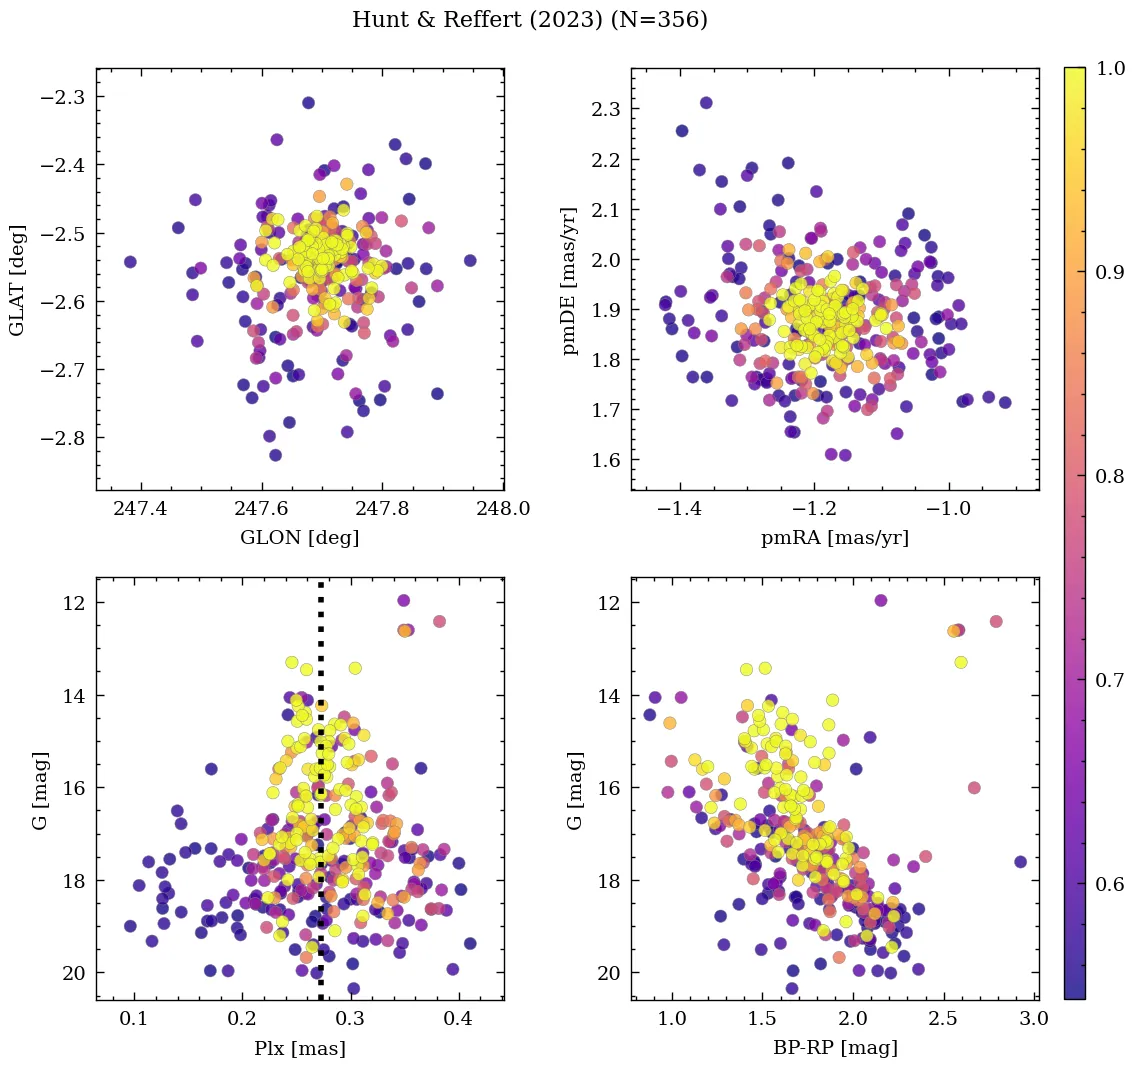 Hunt & Reffert (2023) (N=356)
−2.3
−2.4
−2.5
−2.6
−2.7
−2.8
GLAT [deg]
247.4 247.6 247.8 248.0
GLON [deg]
2.3
2.2
2.1
2.0
1.9
1.8
1.7
1.6
pmDE [mas/yr]
−1.4 −1.2 −1.0
pmRA [mas/yr]
1.0
0.9
0.8
0.7
0.6
12
14
16
18
20
G [mag]
0.1 0.2 0.3 0.4
Plx [mas]
12
14
16
18
20
G [mag]
1.0 1.5 2.0 2.5 3.0
BP-RP [mag]